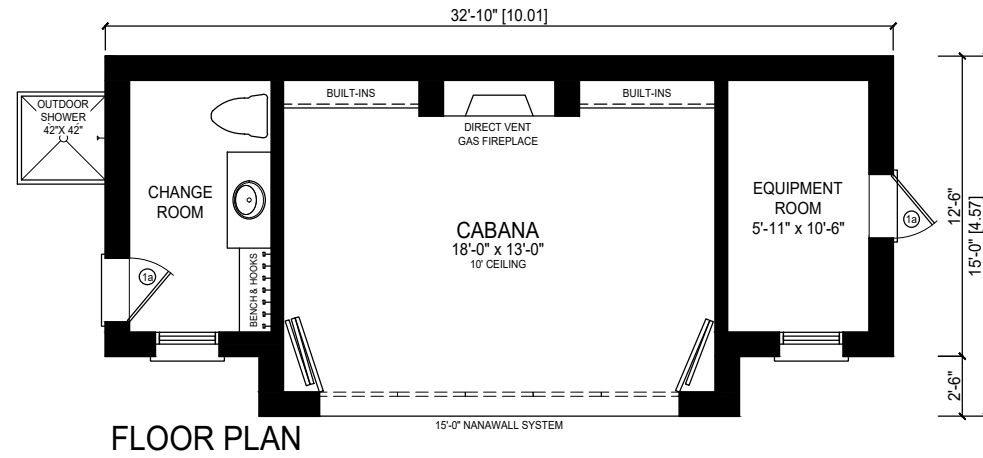 32'-10" [10.01]
OUTDOOR
SHOWER
42"X 42"
BUILT-INS
BUILT-INS
DIRECT VENT
GAS FIREPLACE
CHANGE
ROOM
CABANA
18'-0" x 13'-0"
10' CEILING
EQUIPMENT
ROOM
5'-11" x 10'-6"
1a
1a
BENCH & HOOKS
12'-6"
15'-0" [4.57]
2'-6"
15'-0" NANAWALL SYSTEM
FLOOR PLAN